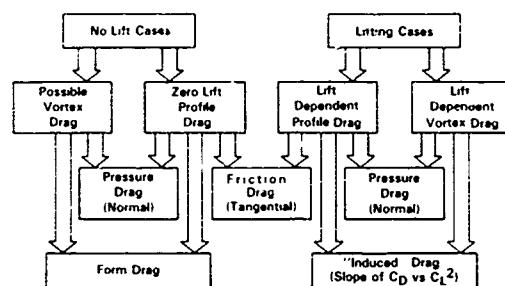 No Lift Cases
Litting Cases
Possible
Vortex
Drag
Zero Lift
Profile
Drag
Lift
Dependent
Profile Drag
Lift
Dependent
Vortex Drag
Pressure
Drag
(Normal)
Friction
Drag
(Tangential)
Pressure
Drag
(Normal)
Form Drag
"Induced Drag
(Slope of CD vs CL²)